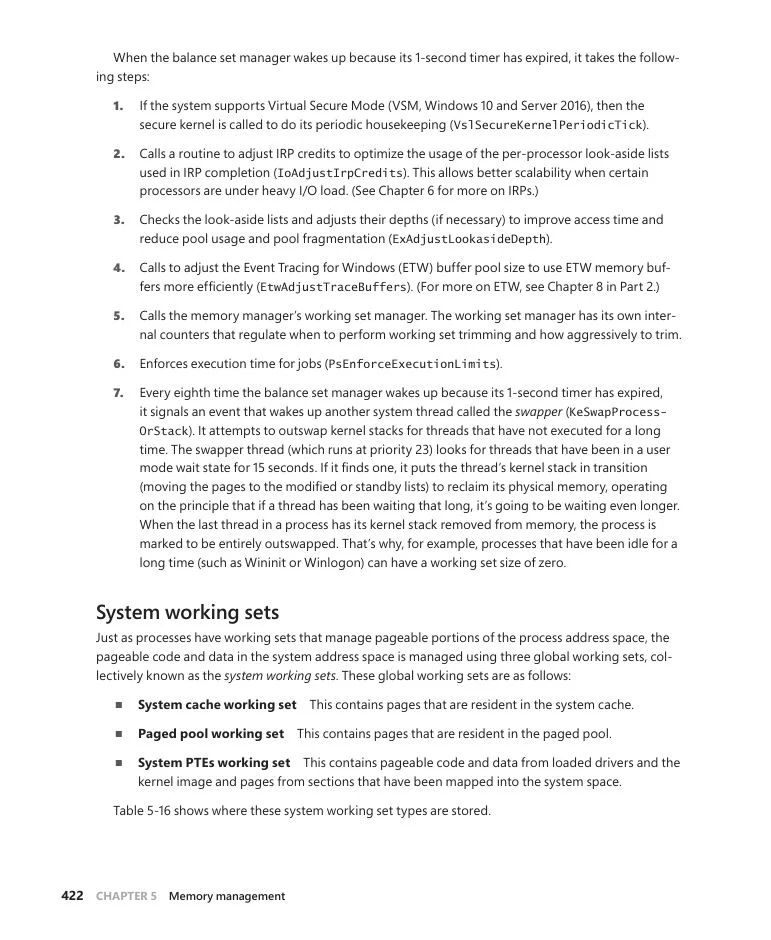 When the balance set manager wakes up because its 1-second timer has expired, it takes the follow-
ing steps:
1. If the system supports Virtual Secure Mode (VSM, Windows 10 and Server 2016), then the
secure kernel is called to do its periodic housekeeping (VslSecureKernelPeriodicTick).
2. Calls a routine to adjust IRP credits to optimize the usage of the per-processor look-aside lists
used in IRP completion (IoAdjustIrpCredits). This allows better scalability when certain
processors are under heavy I/O load. (See Chapter 6 for more on IRPs.)
3. Checks the look-aside lists and adjusts their depths (if necessary) to improve access time and
reduce pool usage and pool fragmentation (ExAdjustLookasideDepth).
4. Calls to adjust the Event Tracing for Windows (ETW) buffer pool size to use ETW memory buf-
fers more efficiently (EtwAdjustTraceBuffers). (For more on ETW, see Chapter 8 in Part 2.)
5. Calls the memory manager's working set manager. The working set manager has its own inter-
nal counters that regulate when to perform working set trimming and how aggressively to trim.
6. Enforces execution time for jobs (PsEnforceExecutionLimits).
7. Every eighth time the balance set manager wakes up because its 1-second timer has expired,
it signals an event that wakes up another system thread called the swapper (KeSwapProcess-
OrStack). It attempts to outswap kernel stacks for threads that have not executed for a long
time. The swapper thread (which runs at priority 23) looks for threads that have been in a user
mode wait state for 15 seconds. If it finds one, it puts the thread's kernel stack in transition
(moving the pages to the modified or standby lists) to reclaim its physical memory, operating
on the principle that if a thread has been waiting that long, it's going to be waiting even longer.
When the last thread in a process has its kernel stack removed from memory, the process is
marked to be entirely outswapped. That's why, for example, processes that have been idle for a
long time (such as Wininit or Winlogon) can have a working set size of zero.
System working sets
Just as processes have working sets that manage pageable portions of the process address space, the
pageable code and data in the system address space is managed using three global working sets, col-
lectively known as the system working sets. These global working sets are as follows:
■ System cache working set This contains pages that are resident in the system cache.
■ Paged pool working set This contains pages that are resident in the paged pool.
■ System PTEs working set This contains pageable code and data from loaded drivers and the
kernel image and pages from sections that have been mapped into the system space.
Table 5-16 shows where these system working set types are stored.
422 CHAPTER 5 Memory management